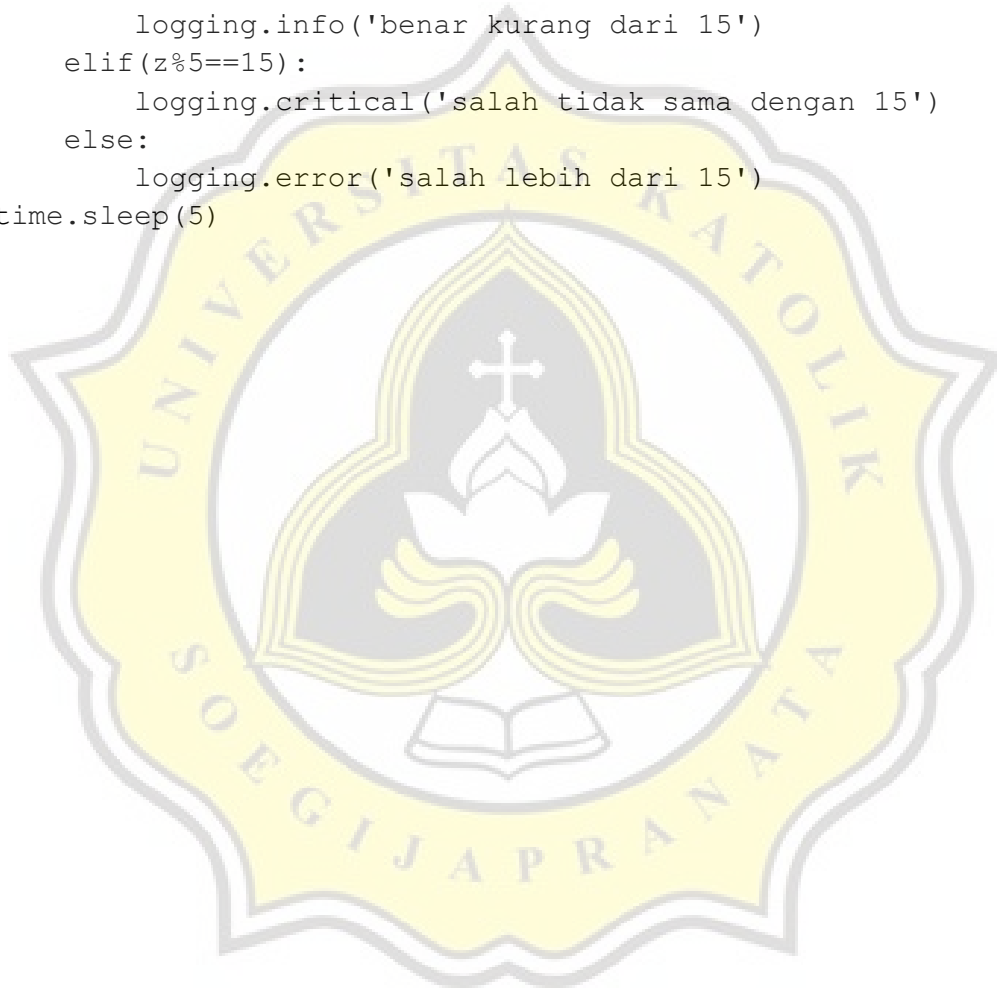 logging.info('benar kurang dari 15')
    elif(z%5==15):
        logging.critical('salah tidak sama dengan 15')
    else:
        logging.error('salah lebih dari 15')
time.sleep(5)
UNIVERSITAS KATOLIK
SOEGIJAPRANATA